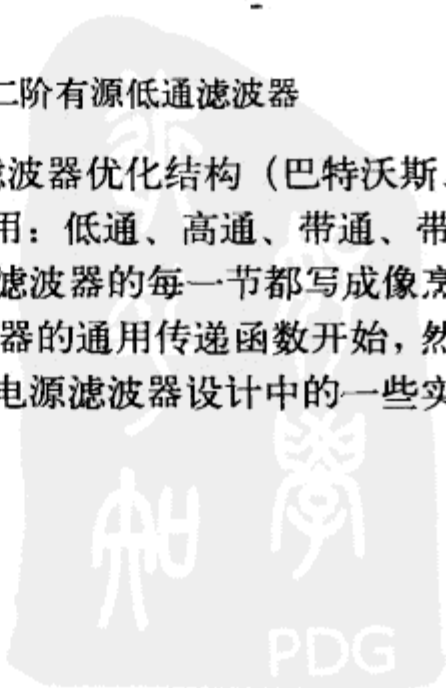 二阶有源低通滤波器
滤波器优化结构（巴特沃斯、
用：低通、高通、带通、带
滤波器的每一节都写成像烹
器的通用传递函数开始，然
电源滤波器设计中的一些实
PDG